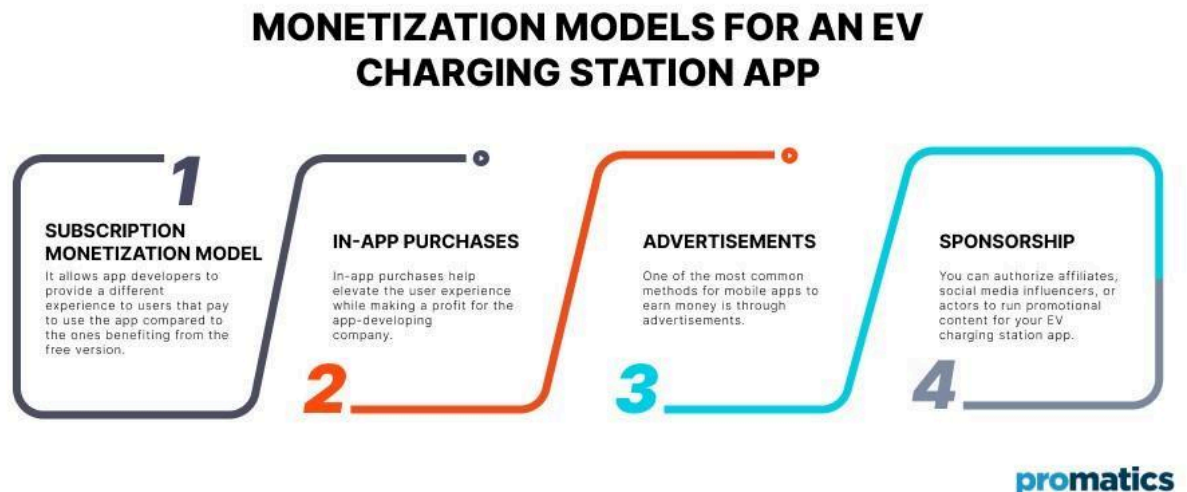 MONETIZATION MODELS FOR AN EV
CHARGING STATION APP
1
SUBSCRIPTION
MONETIZATION MODEL
It allows app developers to
provide a different
experience to users that pay
to use the app compared to
the ones benefiting from the
free version.
2
IN-APP PURCHASES
In-app purchases help
elevate the user experience
while making a profit for the
app-developing
company.
3
ADVERTISEMENTS
One of the most common
methods for mobile apps to
earn money is through
advertisements.
4
SPONSORSHIP
You can authorize affiliates,
social media influencers, or
actors to run promotional
content for your EV
charging station app.
promatics